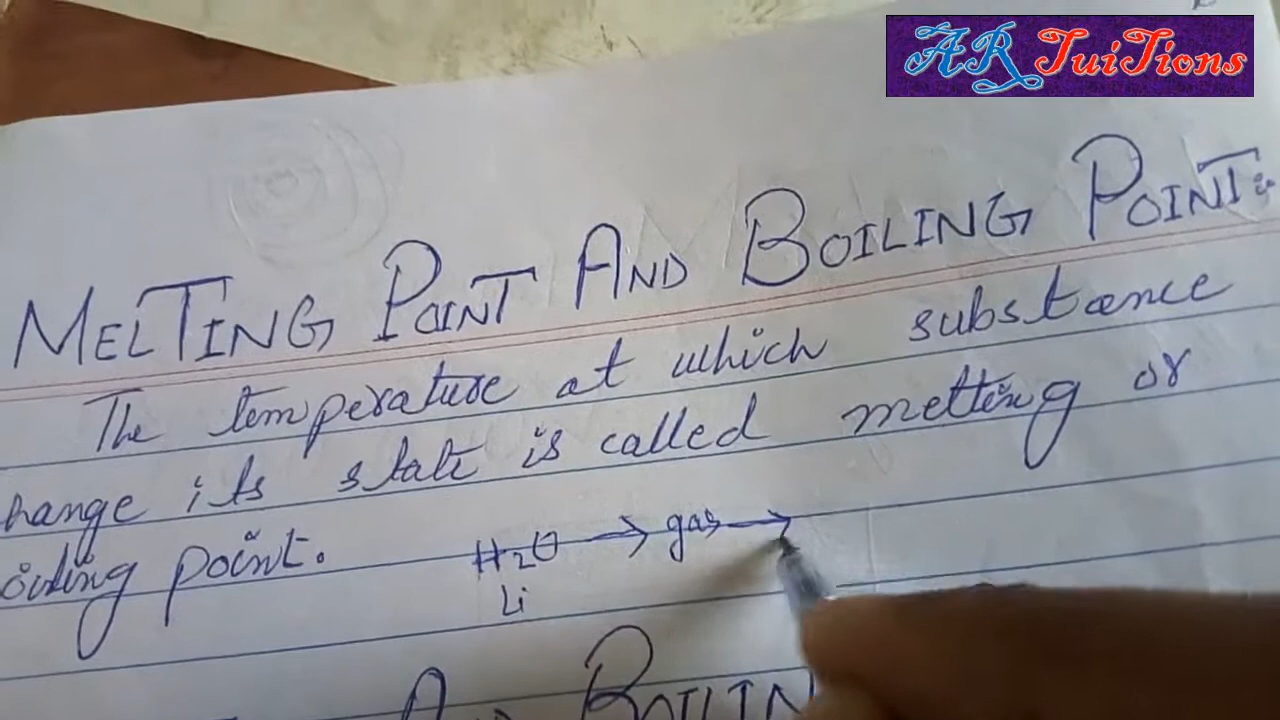 AR TuiTions
MELTING POINT AND BOILING POINT:
The temperature at which substance
hange its state is called melting or
oiling point.
H₂O → gas →
Li
AND BOILIN